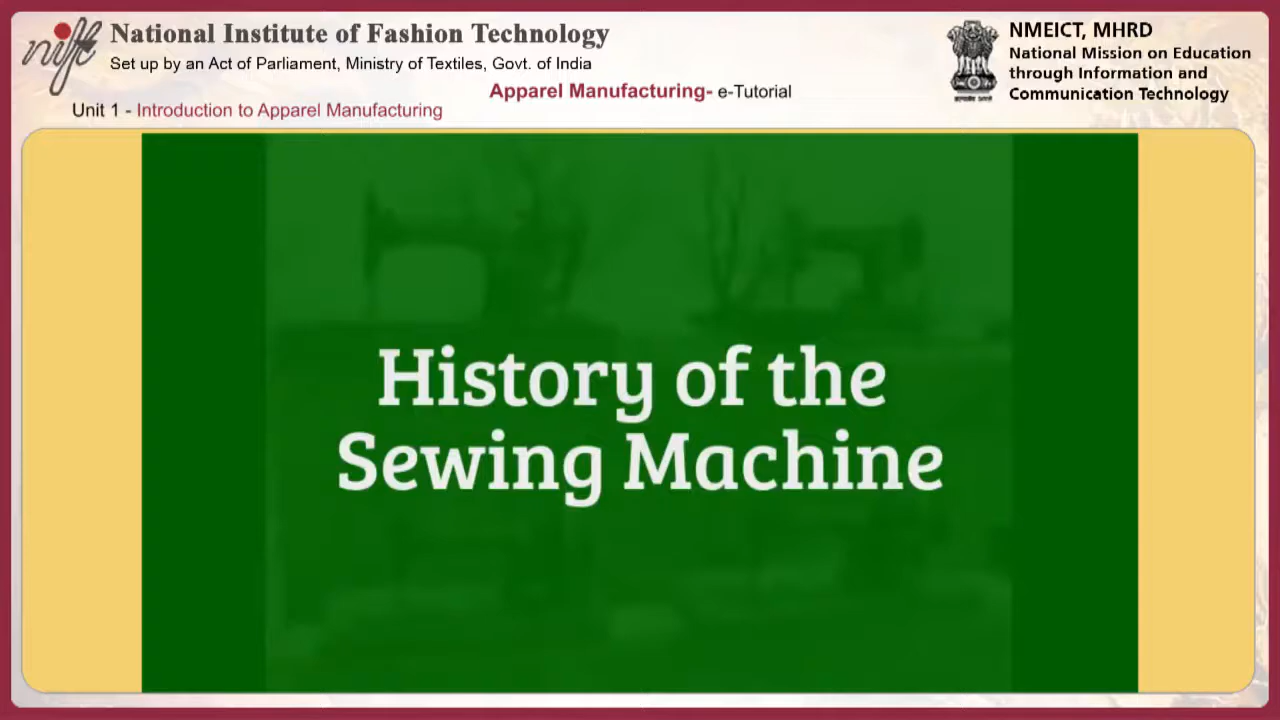 nift
National Institute of Fashion Technology
Set up by an Act of Parliament, Ministry of Textiles, Govt. of India
Apparel Manufacturing- e-Tutorial
Unit 1 - Introduction to Apparel Manufacturing
NMEICT, MHRD
National Mission on Education
through Information and
Communication Technology
History of the
Sewing Machine